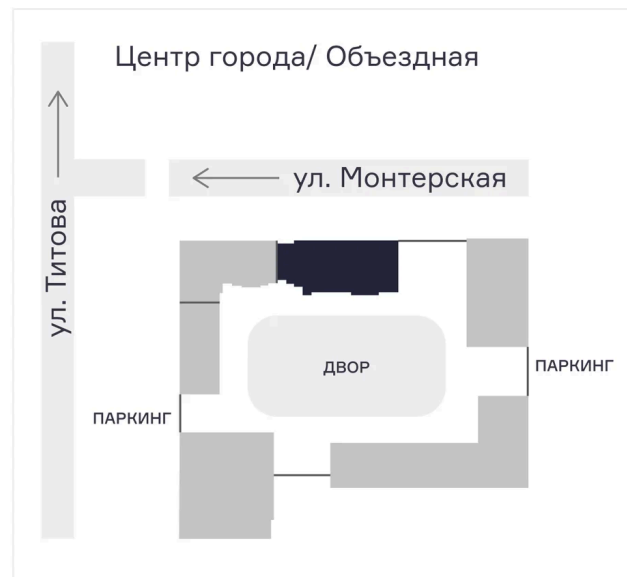 Центр города/ Объездная
ул. Монтерская
ул. Титова
ДВОР
ПАРКИНГ
ПАРКИНГ